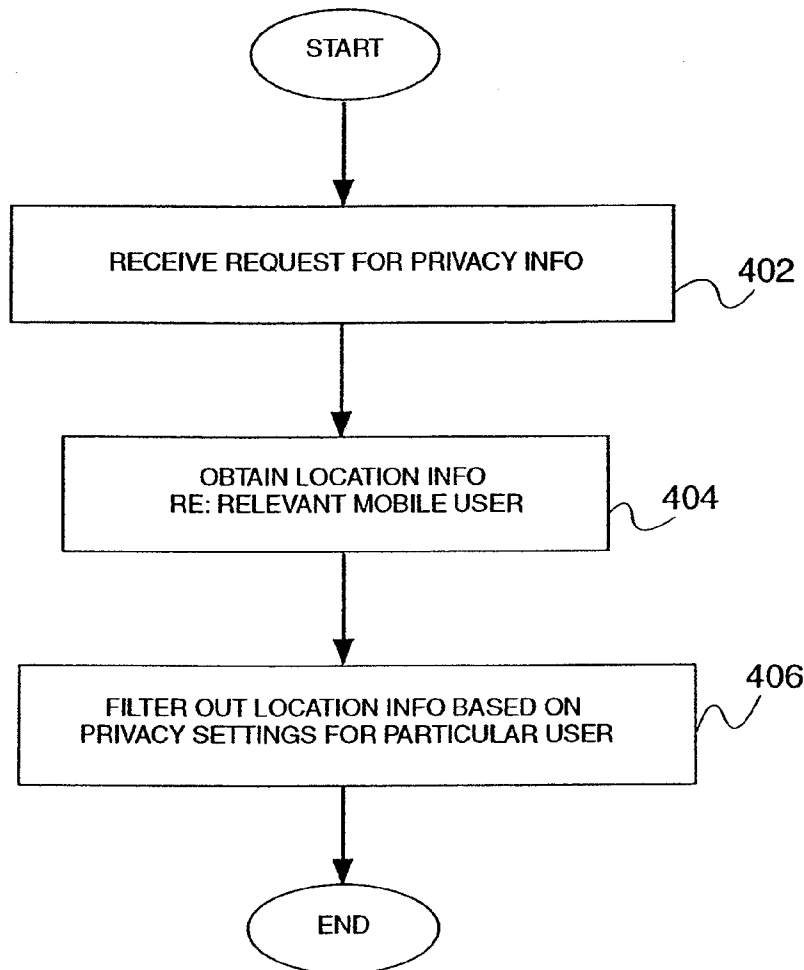 START
RECEIVE REQUEST FOR PRIVACY INFO
402
OBTAIN LOCATION INFO
RE: RELEVANT MOBILE USER
404
FILTER OUT LOCATION INFO BASED ON
PRIVACY SETTINGS FOR PARTICULAR USER
406
END